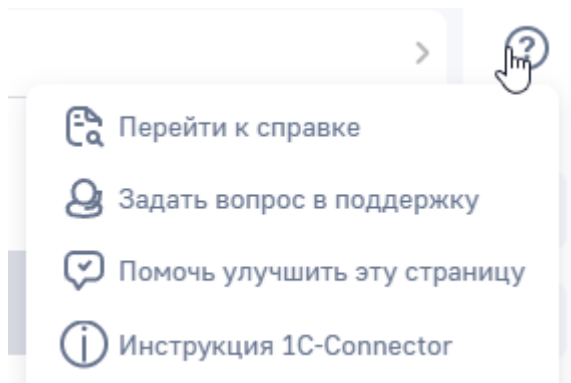 Перейти к справке
Задать вопрос в поддержку
Помочь улучшить эту страницу
Инструкция 1C-Connector